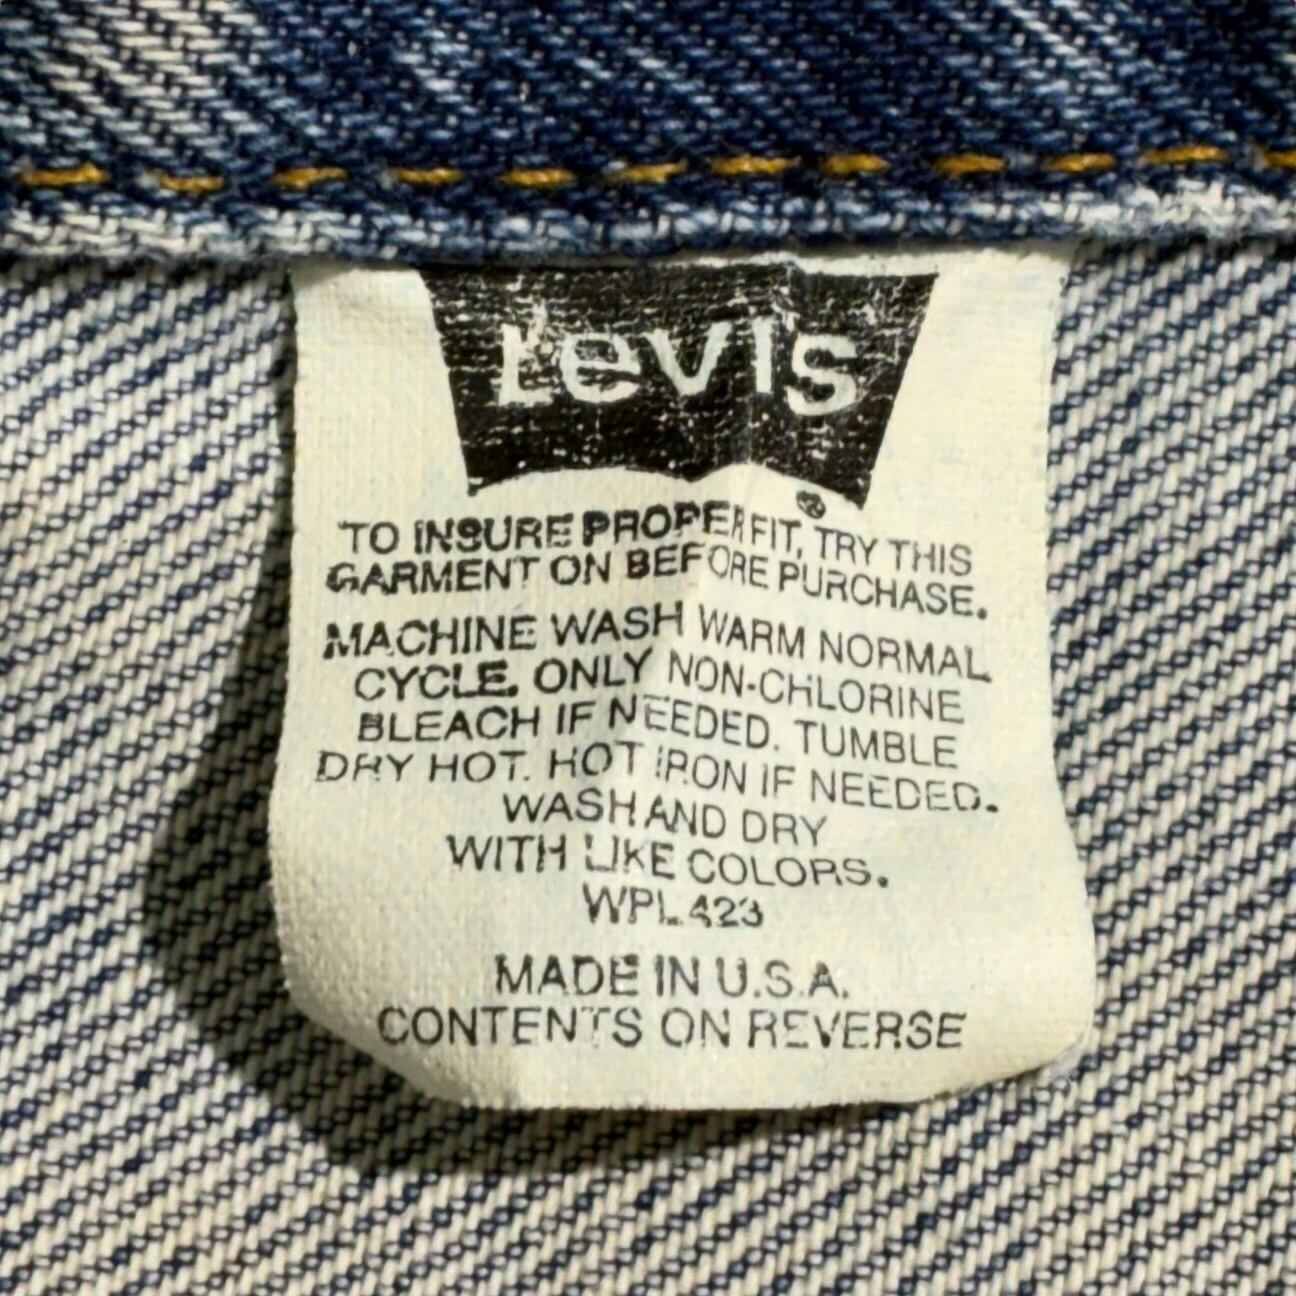 Levi's
®
TO INSURE PROPER FIT, TRY THIS
GARMENT ON BEFORE PURCHASE.
MACHINE WASH WARM NORMAL
CYCLE. ONLY NON-CHLORINE
BLEACH IF NEEDED. TUMBLE
DRY HOT. HOT IRON IF NEEDED.
WASH AND DRY
WITH LIKE COLORS.
WPL 423
MADE IN U.S.A.
CONTENTS ON REVERSE